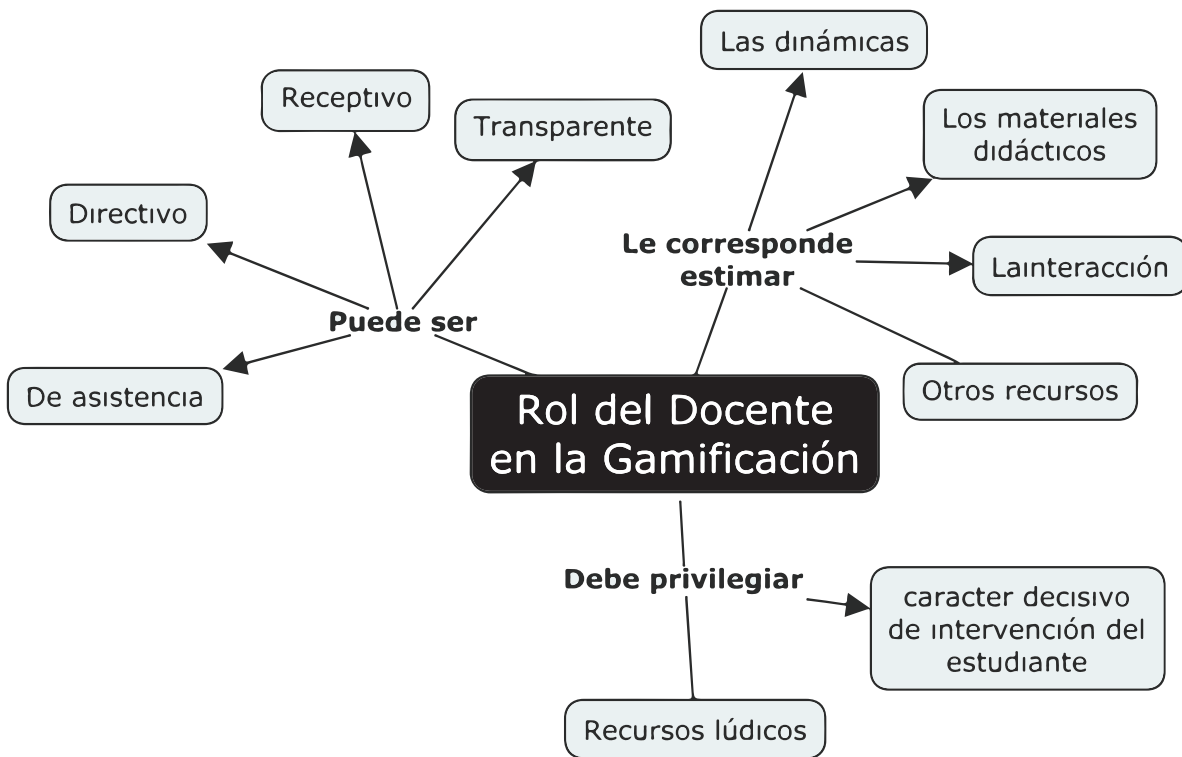 Las dinámicas
Receptivo
Transparente
Los materiales
didácticos
Directivo
Le corresponde
estimar
Lainteracción
Puede ser
De asistencia
Otros recursos
Rol del Docente
en la Gamificación
Debe privilegiar
caracter decisivo
de intervención del
estudiante
Recursos lúdicos